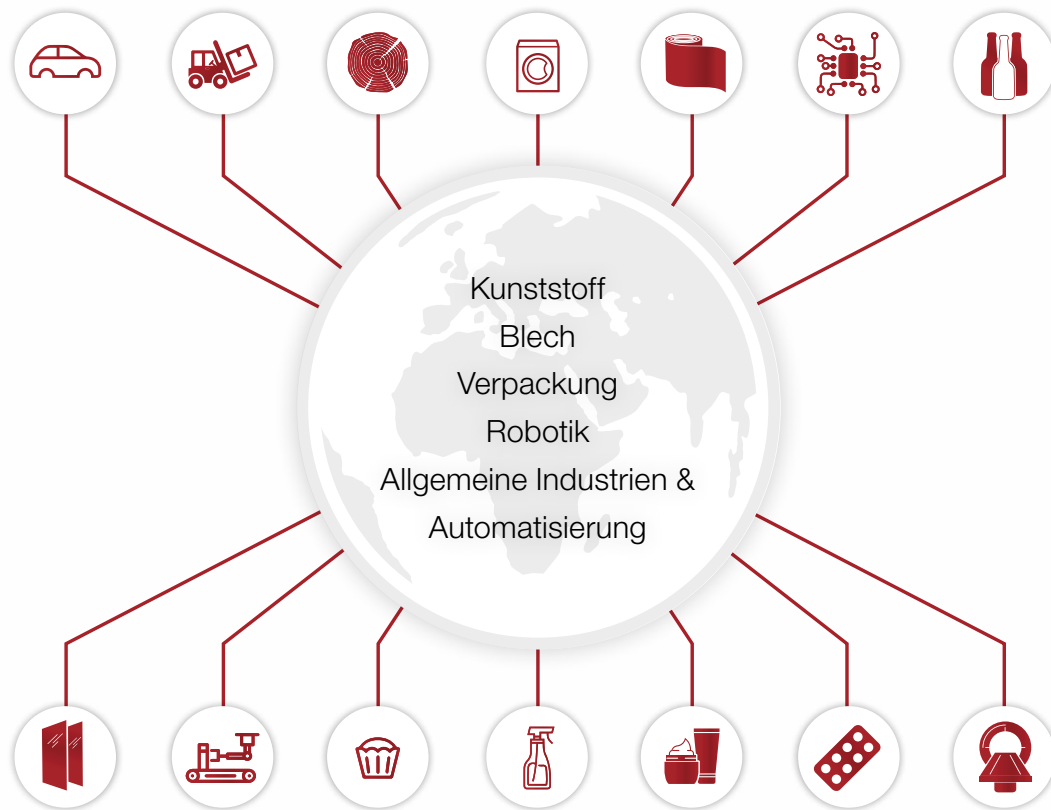 Kunststoff
Blech
Verpackung
Robotik
Allgemeine Industrien &
Automatisierung